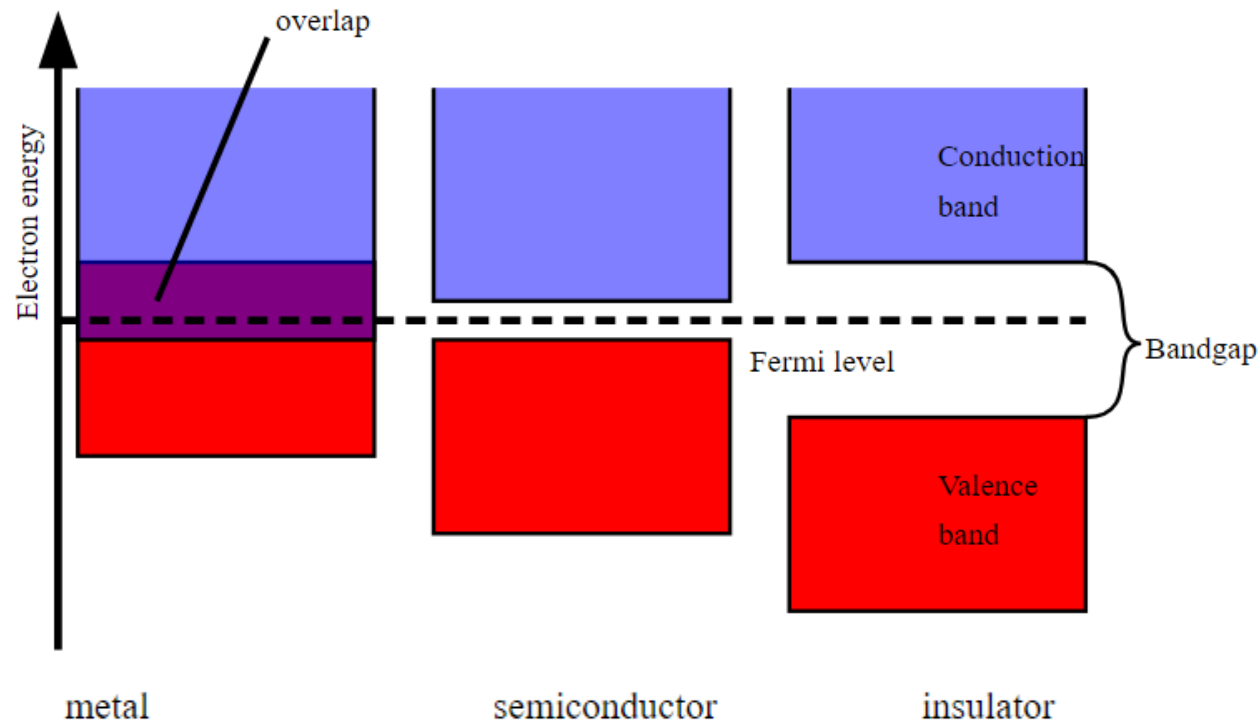 overlap
Electron energy
Conduction
band
Fermi level
Bandgap
Valence
band
metal
semiconductor
insulator